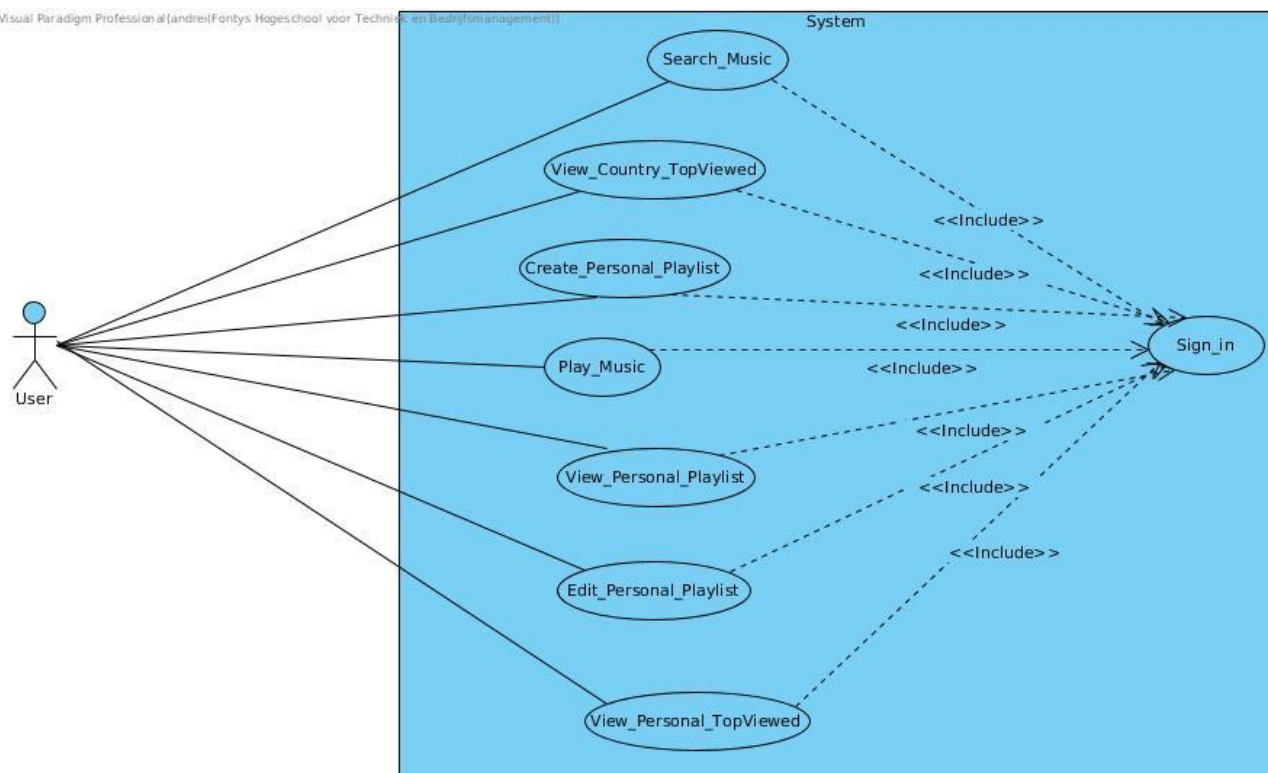 Visual Paradigm Professional(andrei(Fontys Hogeschool voor Techniek en Bedrijfsmanagement))
System
Search_Music
View_Country_TopViewed
<<Include>>
Create_Personal_Playlist
<<Include>>
<<Include>>
Sign_in
Play_Music
<<Include>>
User
<<Include>>
View_Personal_Playlist
<<Include>>
<<Include>>
Edit_Personal_Playlist
View_Personal_TopViewed